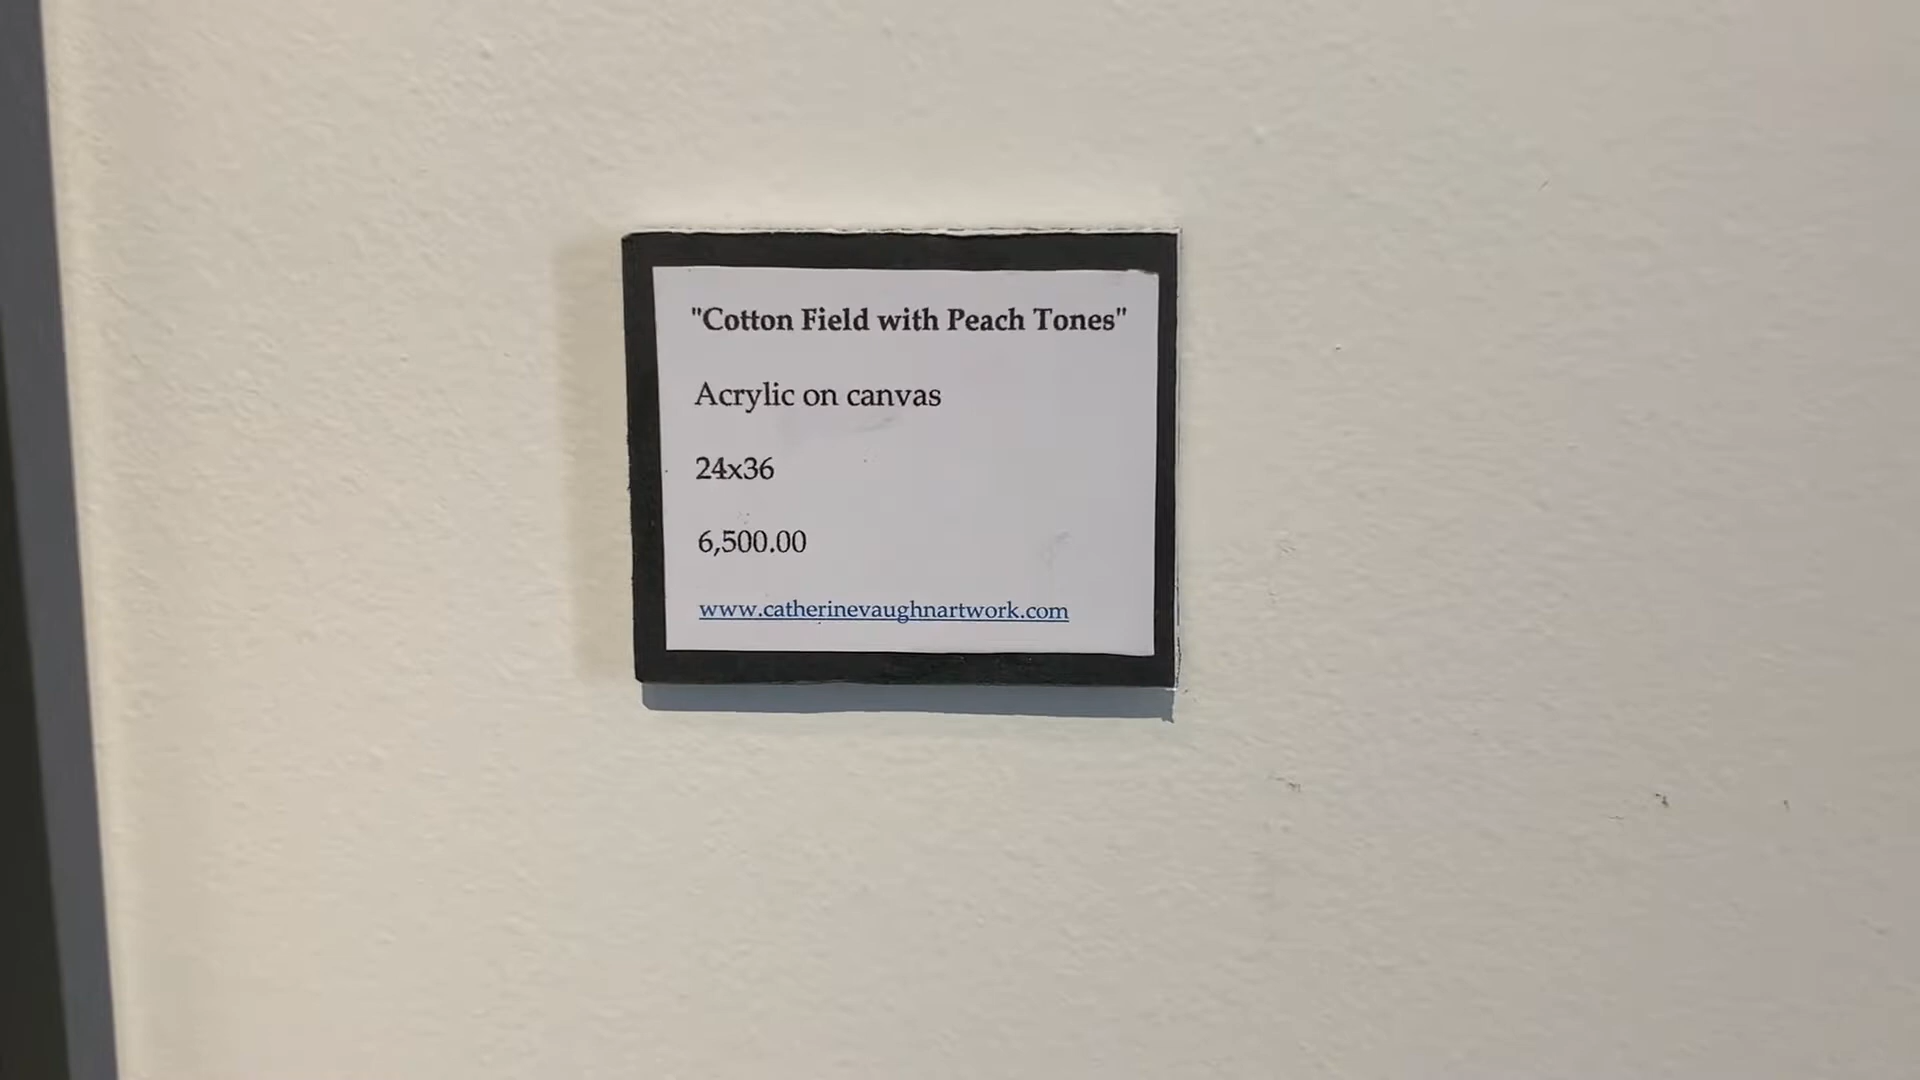 "Cotton Field with Peach Tones"
Acrylic on canvas
24x36
6,500.00
www.catherinevaughnartwork.com